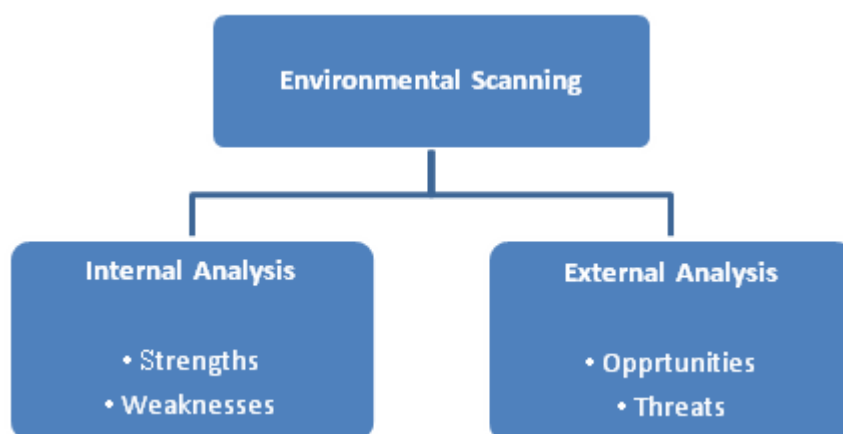 Environmental Scanning
Internal Analysis
• Strengths
• Weaknesses
External Analysis
• Opprtunities
• Threats